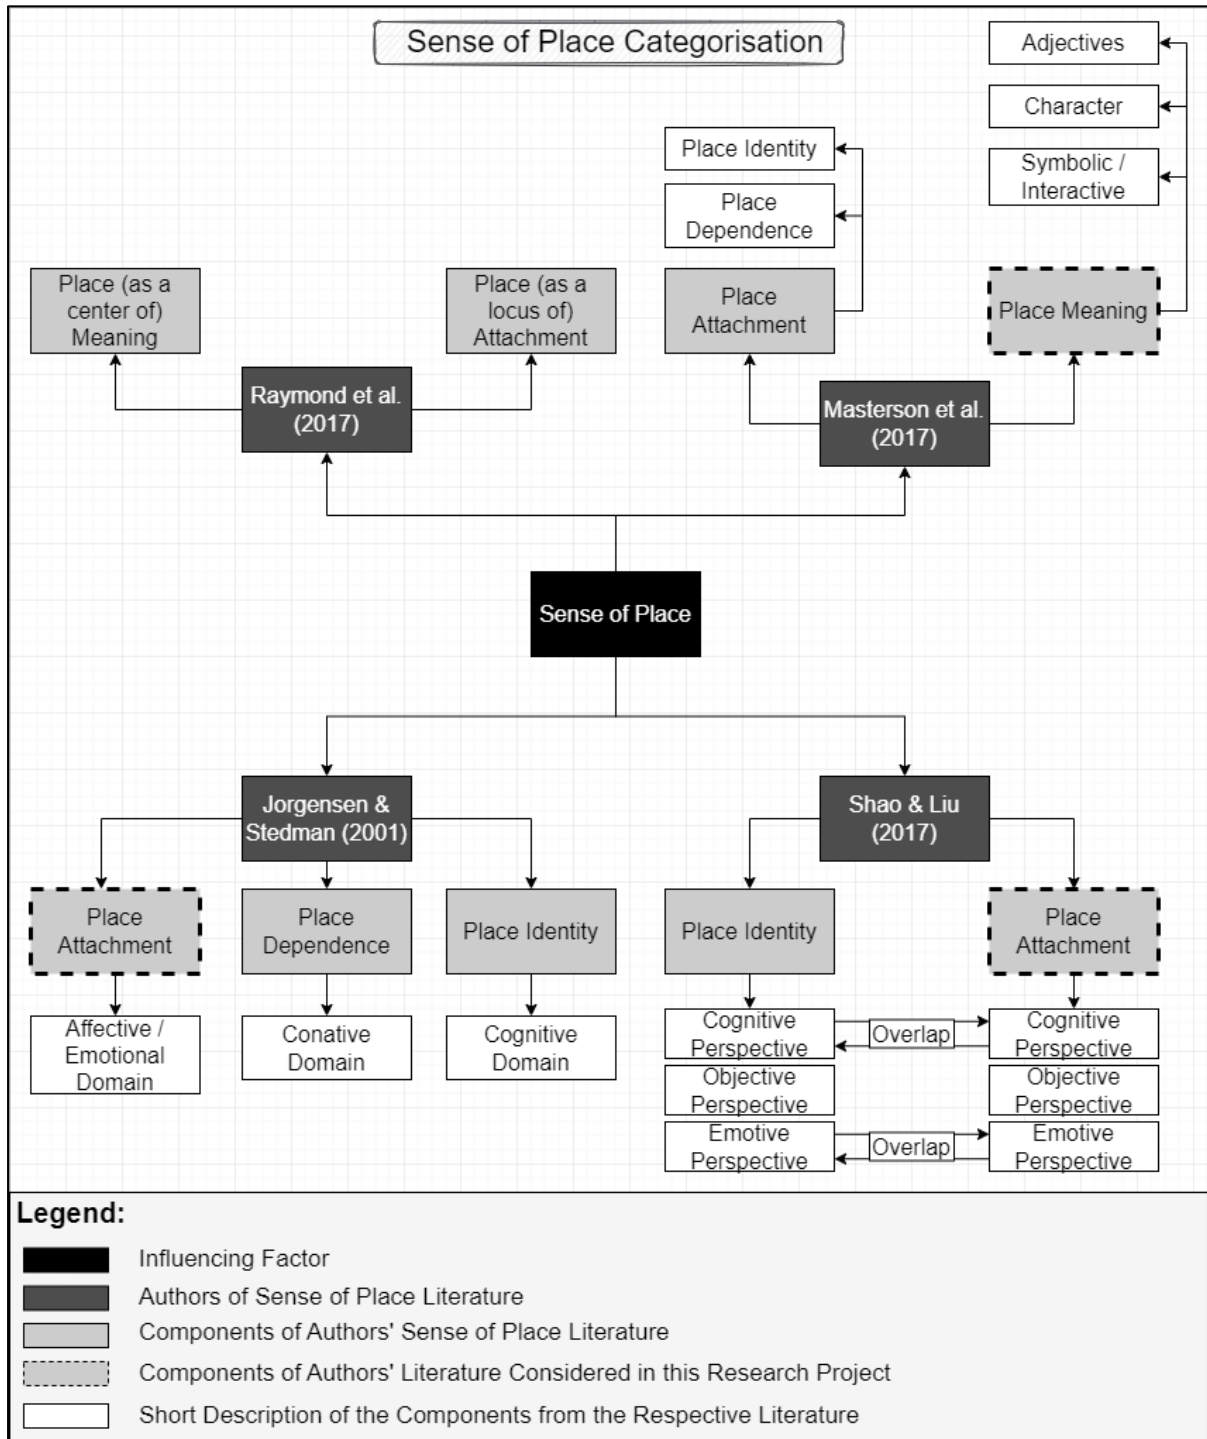 Sense of Place Categorisation
Adjectives
Character
Symbolic /
Interactive
Place Identity
Place
Dependence
Place (as a
center of)
Meaning
Place (as a
locus of)
Attachment
Place
Attachment
Place Meaning
Raymond et al.
(2017)
Masterson et al.
(2017)
Sense of Place
Jorgensen &
Stedman (2001)
Shao & Liu
(2017)
Place
Attachment
Place
Dependence
Place Identity
Place Identity
Place
Attachment
Affective /
Emotional
Domain
Conative
Domain
Cognitive
Domain
Cognitive
Perspective
Overlap
Cognitive
Perspective
Objective
Perspective
Objective
Perspective
Emotive
Perspective
Overlap
Emotive
Perspective
Legend:
Influencing Factor
Authors of Sense of Place Literature
Components of Authors' Sense of Place Literature
Components of Authors' Literature Considered in this Research Project
Short Description of the Components from the Respective Literature